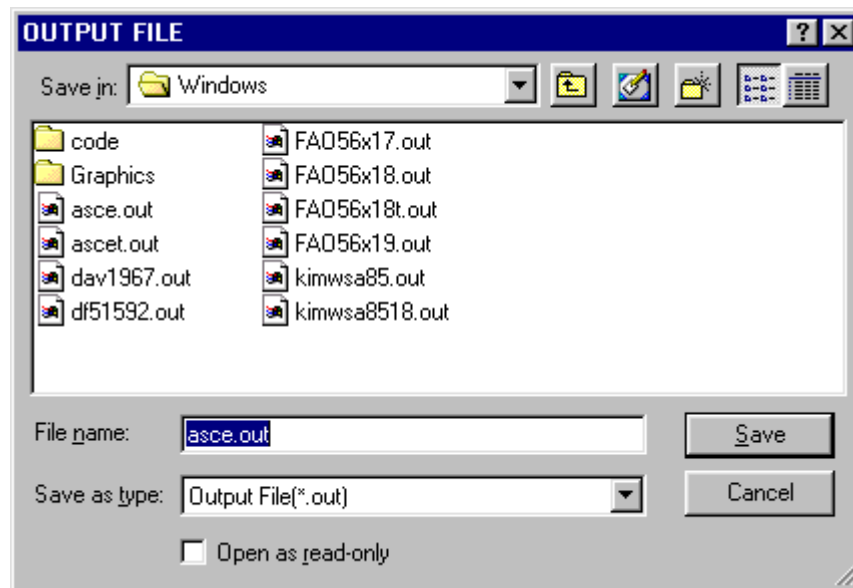 OUTPUT FILE
Save in: Windows
code
Graphics
asce.out
ascet.out
dav1967.out
df51592.out
FAO56x17.out
FAO56x18.out
FAO56x18t.out
FAO56x19.out
kimwsa85.out
kimwsa8518.out
File name: asce.out
Save
Save as type: Output File(*.out)
Cancel
Open as read-only